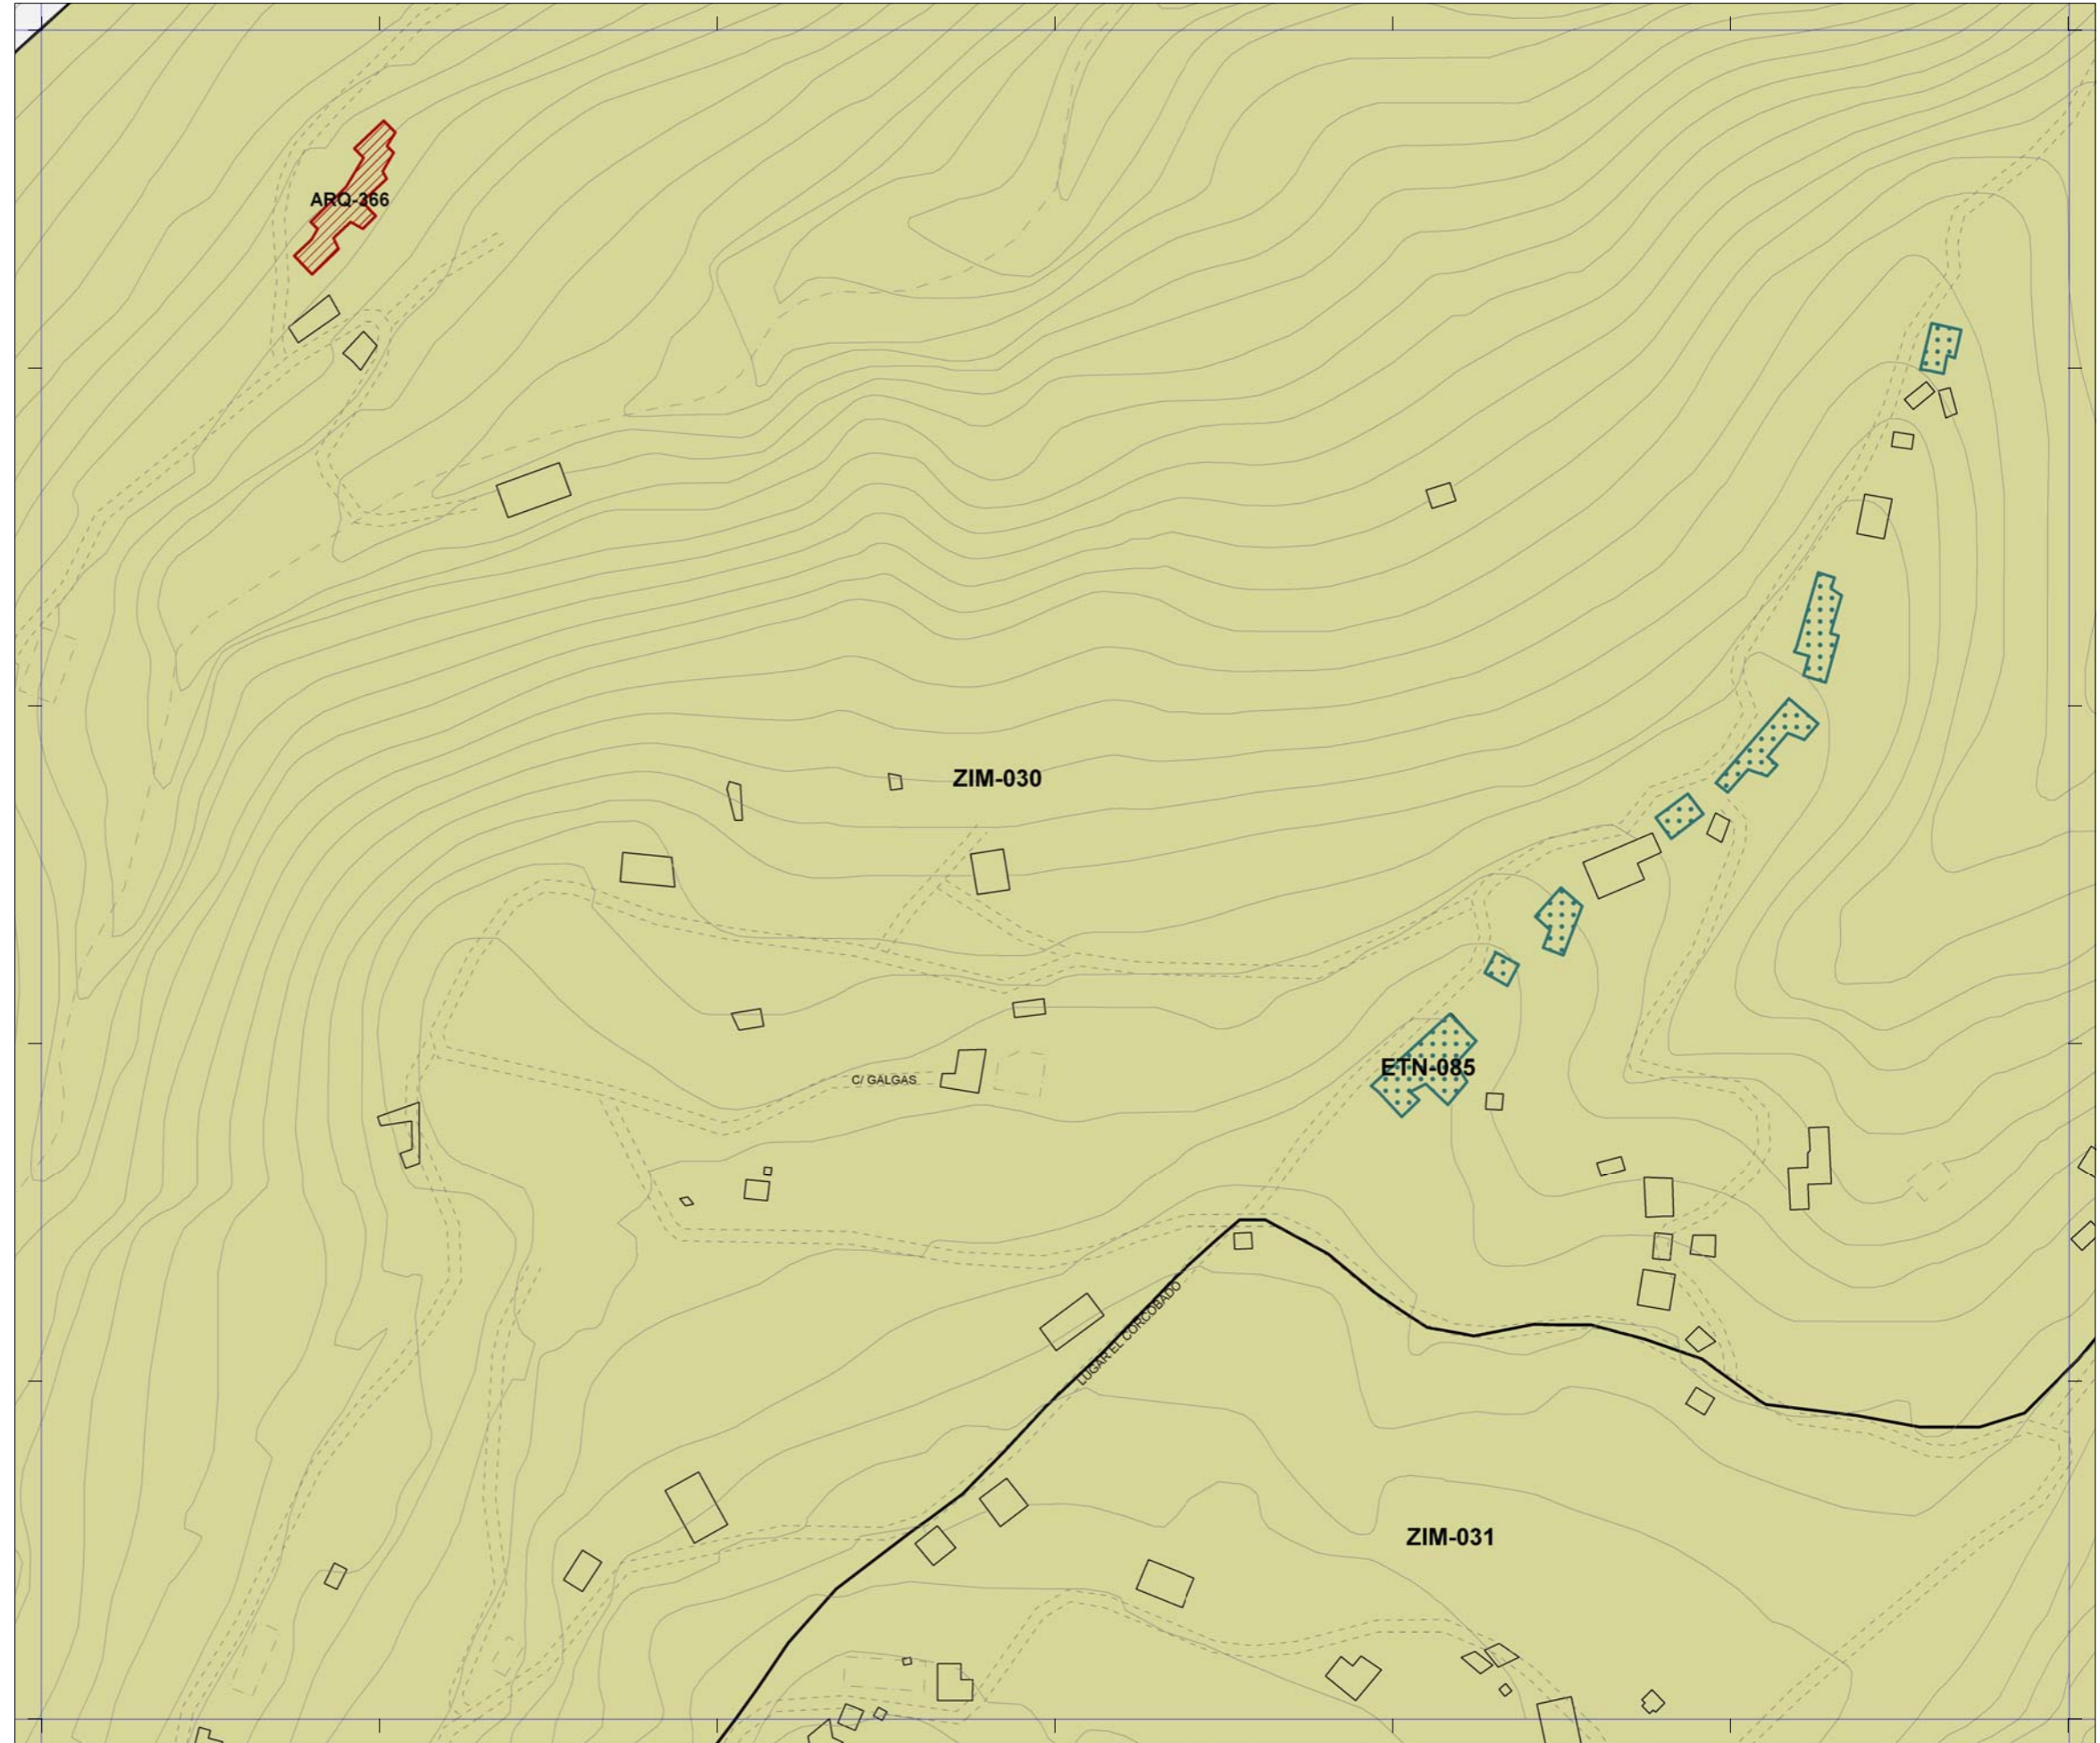 ARQ-366
ZIM-030
ETN-085
C/ GALGAS
LUGAR EL CORCOBADO
ZIM-031